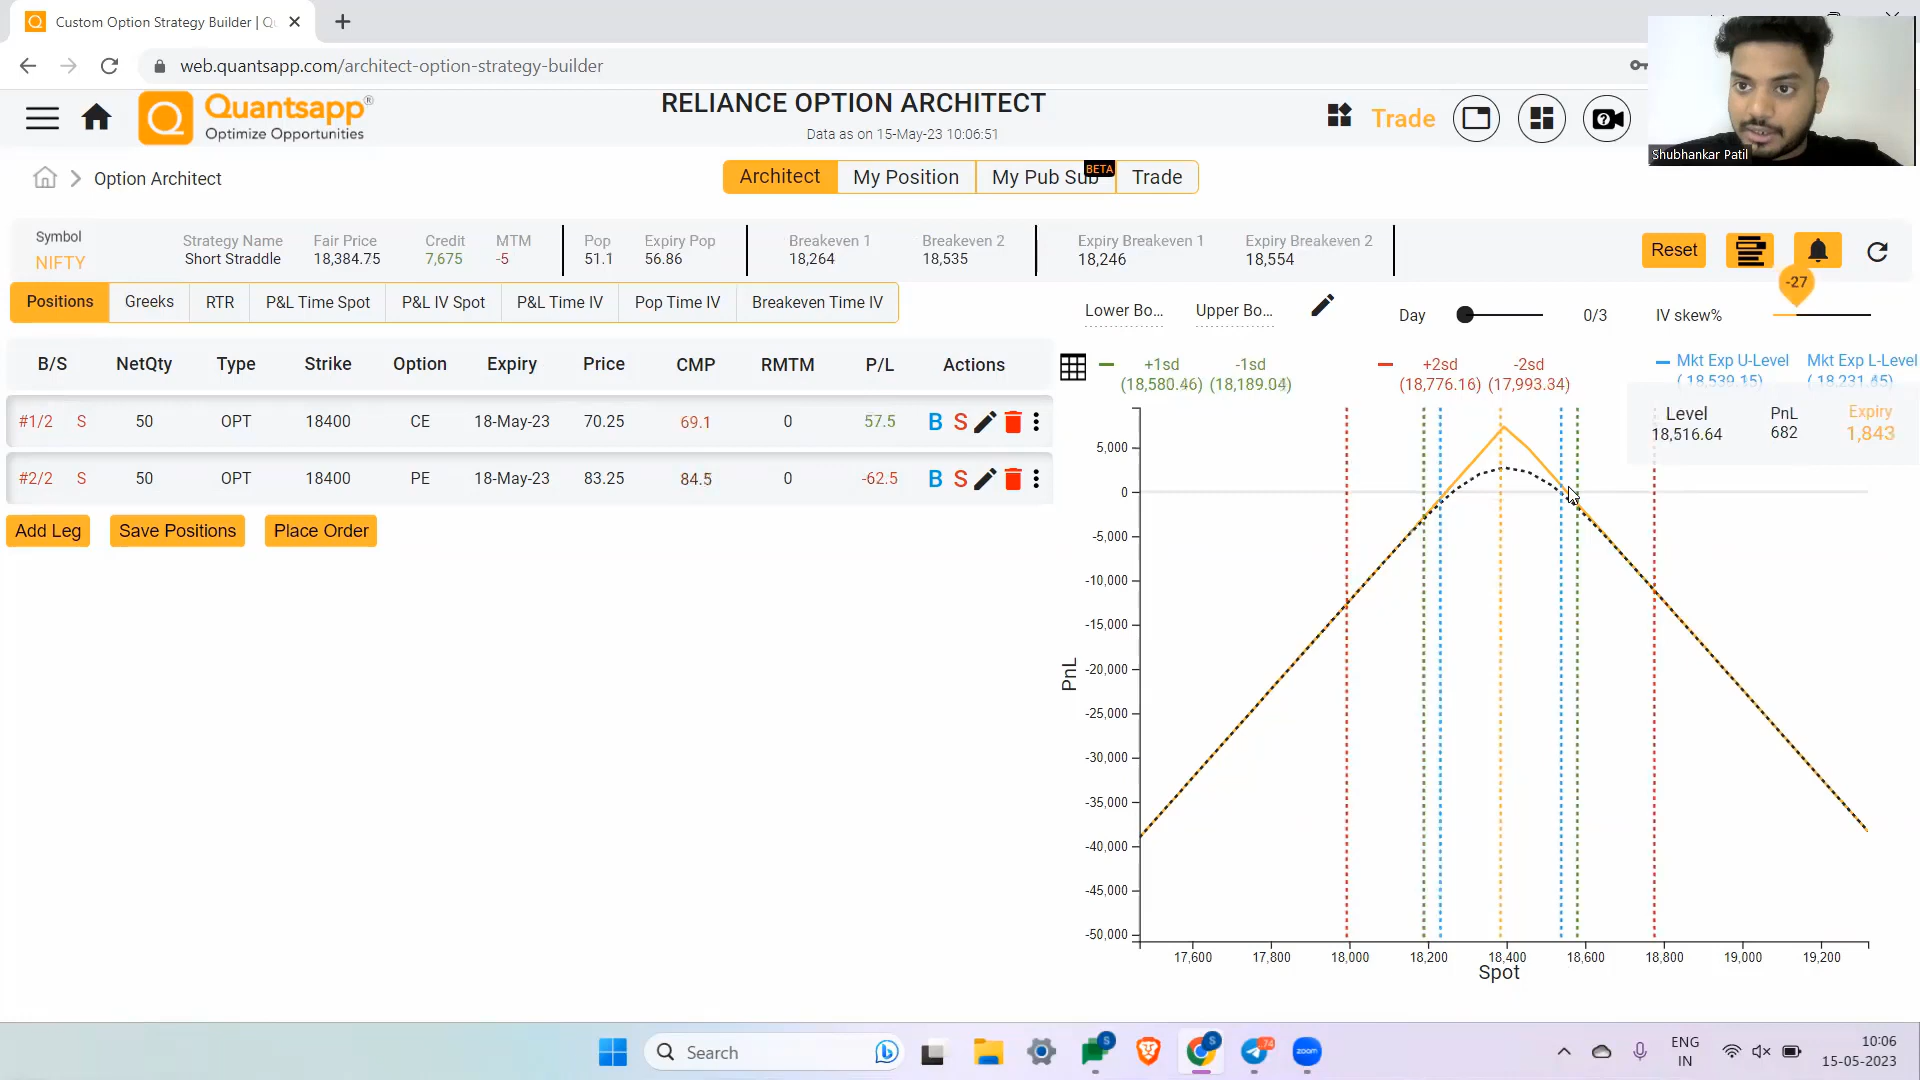 Custom Option Strategy Builder | Qu
web.quantsapp.com/architect-option-strategy-builder
Quantsapp®
Optimize Opportunities
RELIANCE OPTION ARCHITECT
Data as on 15-May-23 10:06:51
Trade
Shubhankar Patil
Option Architect
Architect My Position My Pub Sub BETA Trade
Symbol
NIFTY
Strategy Name Fair Price Credit MTM Pop Expiry Pop Breakeven 1 Breakeven 2 Expiry Breakeven 1 Expiry Breakeven 2
Short Straddle 18,384.75 7,675 -5 51.1 56.86 18,264 18,535 18,246 18,554
Reset
Positions Greeks RTR P&L Time Spot P&L IV Spot P&L Time IV Pop Time IV Breakeven Time IV
Lower Bo... Upper Bo... Day 0/3 IV skew% -27
B/S NetQty Type Strike Option Expiry Price CMP RMTM P/L Actions
#1/2 S 50 OPT 18400 CE 18-May-23 70.25 69.1 0 57.5 B S
#2/2 S 50 OPT 18400 PE 18-May-23 83.25 84.5 0 -62.5 B S
Add Leg Save Positions Place Order
+1sd -1sd +2sd -2sd Mkt Exp U-Level Mkt Exp L-Level
(18,580.46) (18,189.04) (18,776.16) (17,993.34) (18,539.15) (18,231.45)
Level PnL Expiry
18,516.64 682 1,843
5,000
0
-5,000
-10,000
-15,000
-20,000
-25,000
-30,000
-35,000
-40,000
-45,000
-50,000
PnL
17,600 17,800 18,000 18,200 18,400 18,600 18,800 19,000 19,200
Spot
Search
S
S
74
zoom
ENG
IN
10:06
15-05-2023